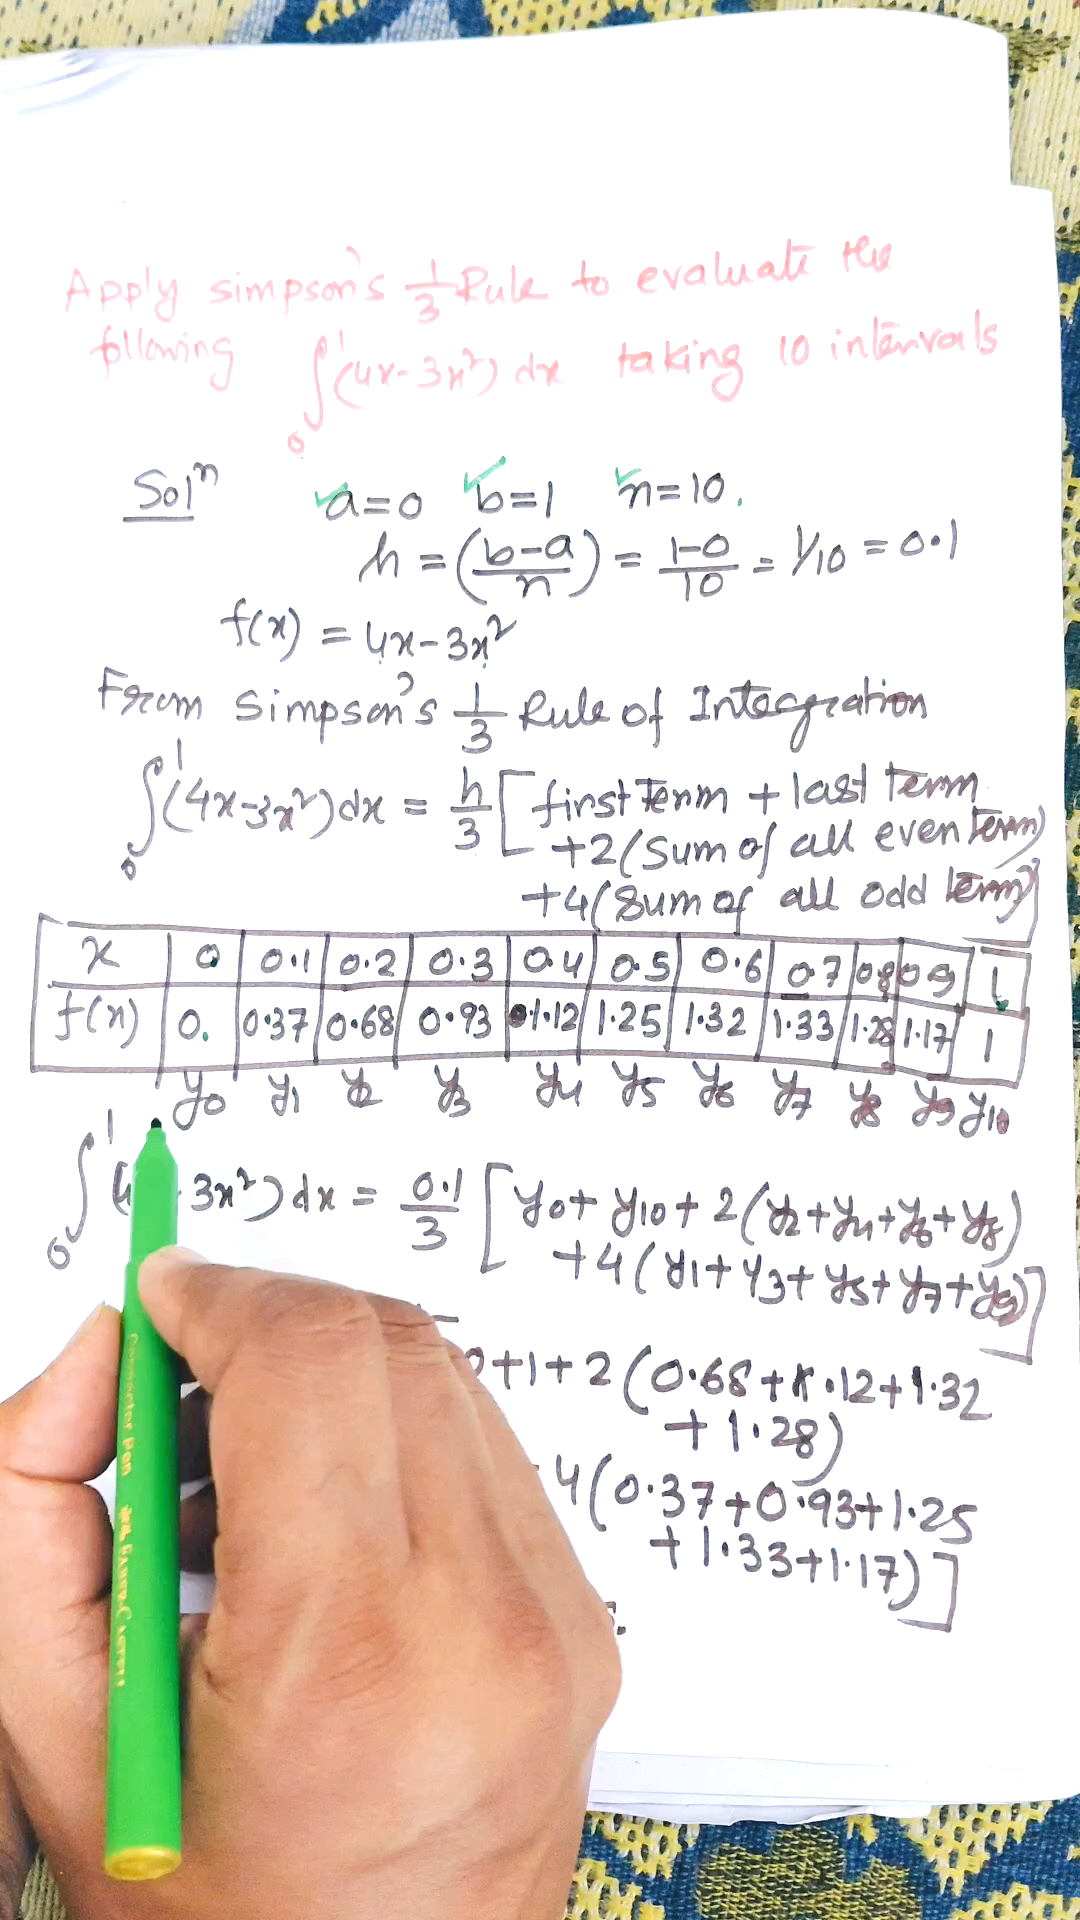 Apply simpson's 1/3 Rule to evaluate the
following ∫₀¹(4x-3x²) dx taking 10 intervals
Solⁿ a=0 b=1 n=10.
h = (b-a/n) = 1-0/10 = 1/10 = 0.1
f(x) = 4x-3x²
From Simpson's 1/3 Rule of Integration
∫₀¹(4x-3x²)dx = h/3 [first term + last term
+2(sum of all even term)
+4(sum of all odd term)]
x 0 0.1 0.2 0.3 0.4 0.5 0.6 0.7 0.8 0.9 1
f(x) 0. 0.37 0.68 0.93 1.12 1.25 1.32 1.33 1.28 1.17 1
y0 y1 y2 y3 y4 y5 y6 y7 y8 y9 y10
∫₀¹(4 3x²)dx = 0.1/3 [y0+ y10+ 2(y2+y4+y6+y8)
+4(y1+y3+y5+y7+y9)]
+1+2(0.68+1.12+1.32
+1.28)
4(0.37+0.93+1.25
+1.33+1.17)]
Connector Pen FABER-CASTELL